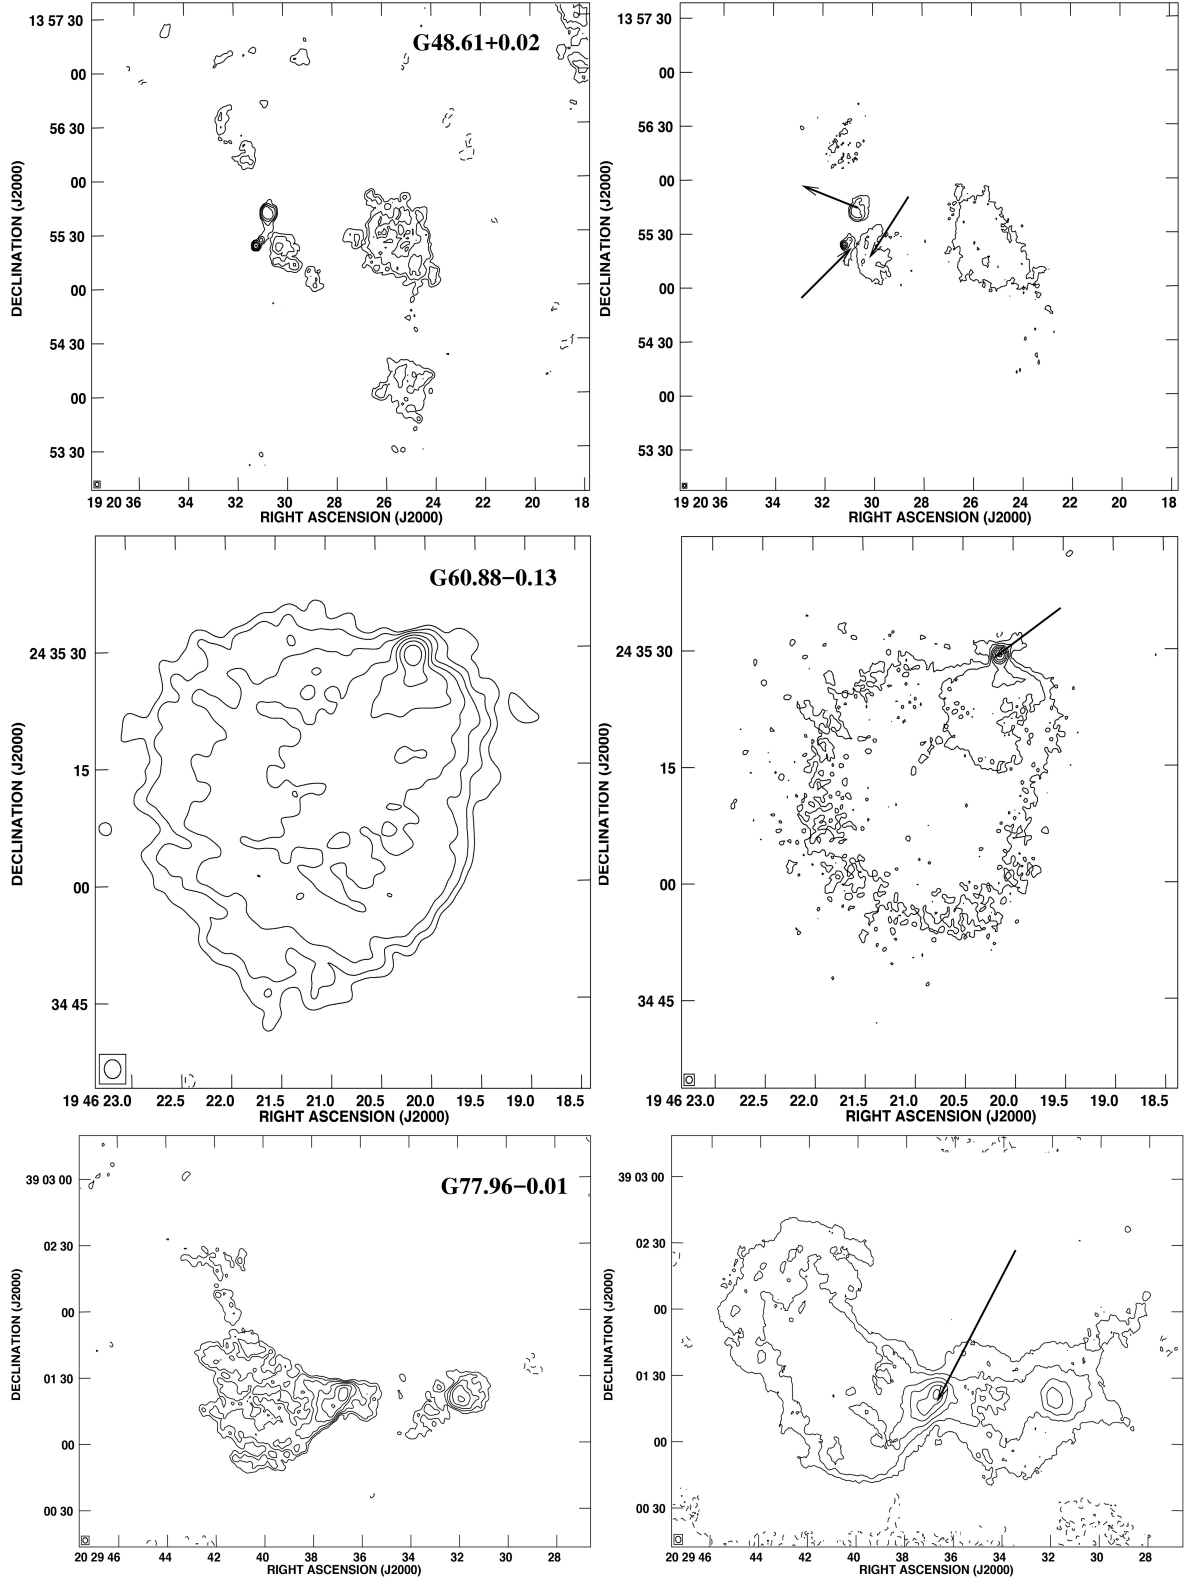 G48.61+0.02
13 57 30
00
56 30
00
55 30
00
54 30
00
53 30
DECLINATION (J2000)
19 20 36 34 32 30 28 26 24 22 20 18
RIGHT ASCENSION (J2000)
13 57 30
00
56 30
00
55 30
00
54 30
00
53 30
DECLINATION (J2000)
19 20 36 34 32 30 28 26 24 22 20 18
RIGHT ASCENSION (J2000)
G60.88−0.13
24 35 30
15
00
34 45
DECLINATION (J2000)
19 46 23.0 22.5 22.0 21.5 21.0 20.5 20.0 19.5 19.0 18.5
RIGHT ASCENSION (J2000)
24 35 30
15
00
34 45
DECLINATION (J2000)
19 46 23.0 22.5 22.0 21.5 21.0 20.5 20.0 19.5 19.0 18.5
RIGHT ASCENSION (J2000)
G77.96−0.01
39 03 00
02 30
00
01 30
00
00 30
DECLINATION (J2000)
20 29 46 44 42 40 38 36 34 32 30 28
RIGHT ASCENSION (J2000)
39 03 00
02 30
00
01 30
00
00 30
DECLINATION (J2000)
20 29 46 44 42 40 38 36 34 32 30 28
RIGHT ASCENSION (J2000)